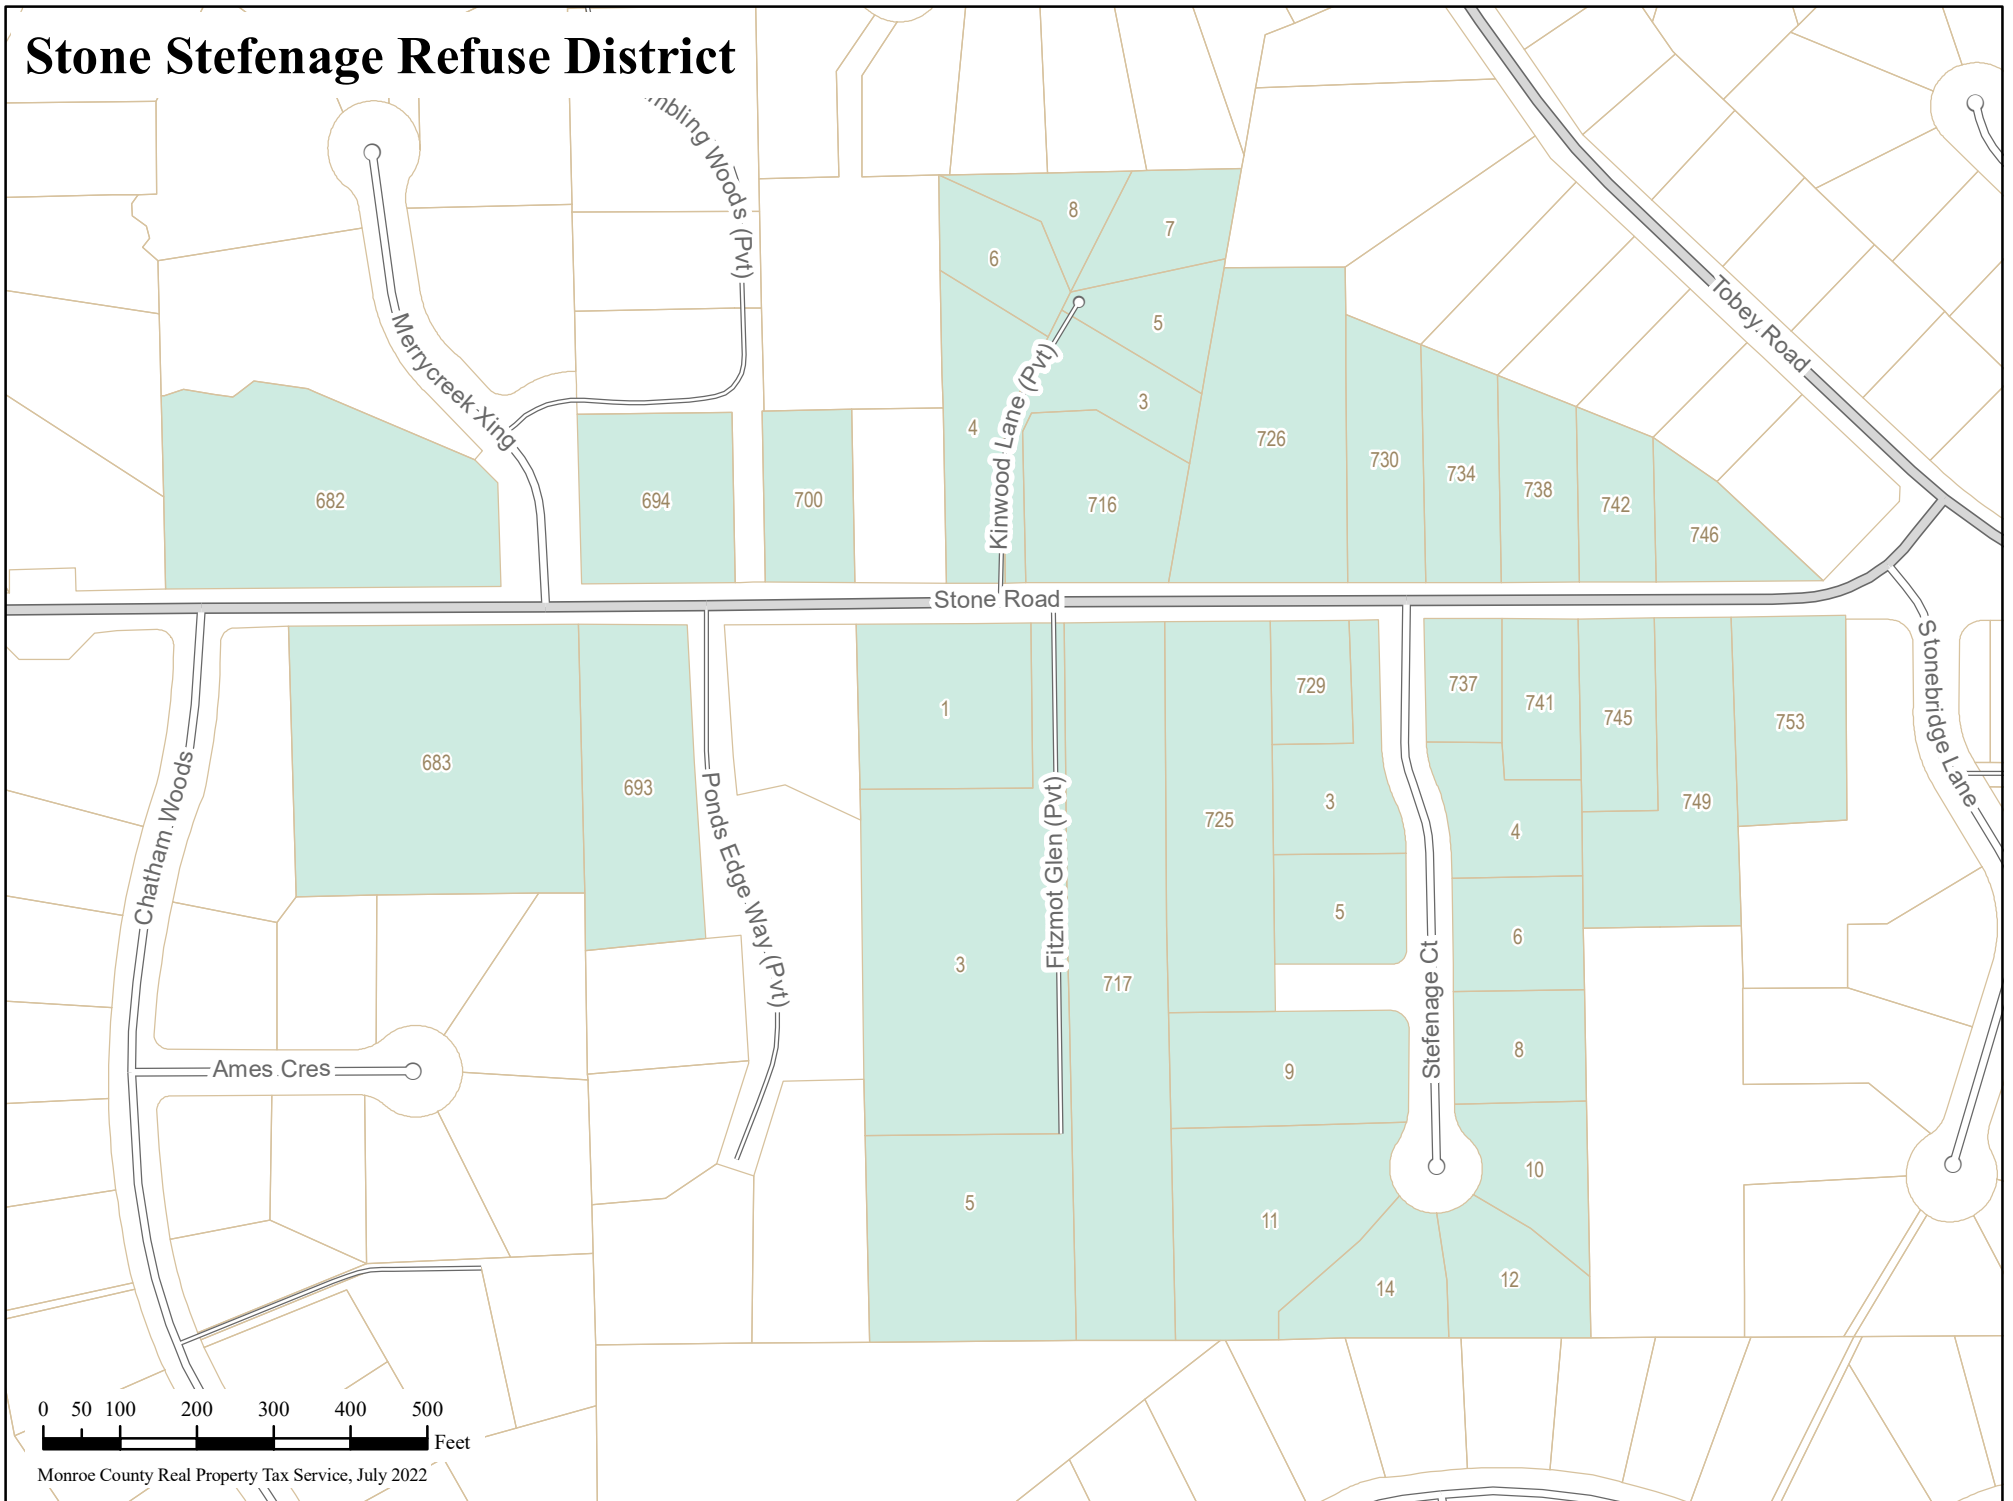 Stone Stefenage Refuse District
mbling Woods (Pvt)
8
7
6
Tobey Road
5
Merrycreek Xing
Kinwood Lane (Pvt)
3
4
726
730
734
738
742
746
682
694
700
716
Stone Road
Stonebridge Lane
1
729
737
741
745
753
683
693
Chatham Woods
Ponds Edge Way (Pvt)
Fitzmot Glen (Pvt)
725
3
4
749
5
6
3
717
Stefenage Ct
Ames Cres
9
8
10
5
11
14
12
0 50 100 200 300 400 500
Feet
Monroe County Real Property Tax Service, July 2022